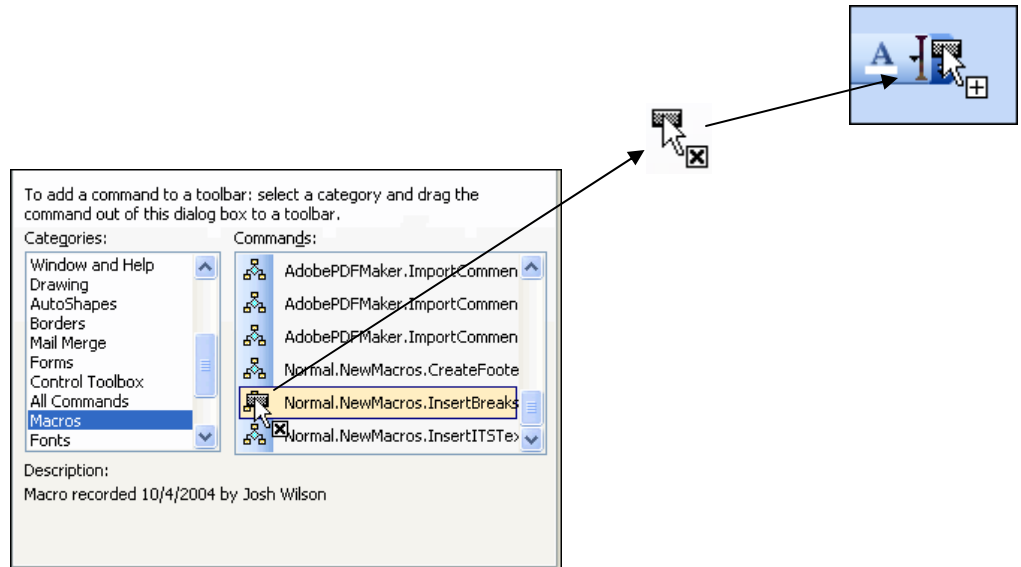 A
To add a command to a toolbar: select a category and drag the
command out of this dialog box to a toolbar.
Categories:
Commands:
Window and Help
Drawing
AutoShapes
Borders
Mail Merge
Forms
Control Toolbox
All Commands
Macros
Fonts
AdobePDFMaker.ImportCommen
AdobePDFMaker.ImportCommen
AdobePDFMaker.ImportCommen
Normal.NewMacros.CreateFoote
Normal.NewMacros.InsertBreaks
Normal.NewMacros.InsertITSTex
Description:
Macro recorded 10/4/2004 by Josh Wilson